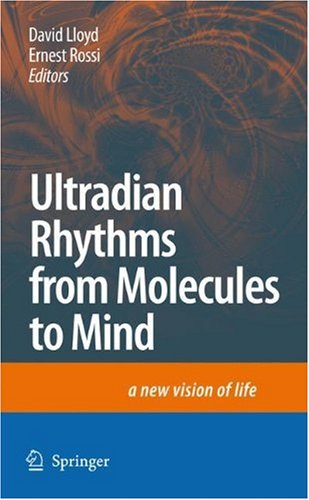 David Lloyd
Ernest Rossi
Editors
Ultradian
Rhythms
from Molecules
to Mind
a new vision of life
Springer